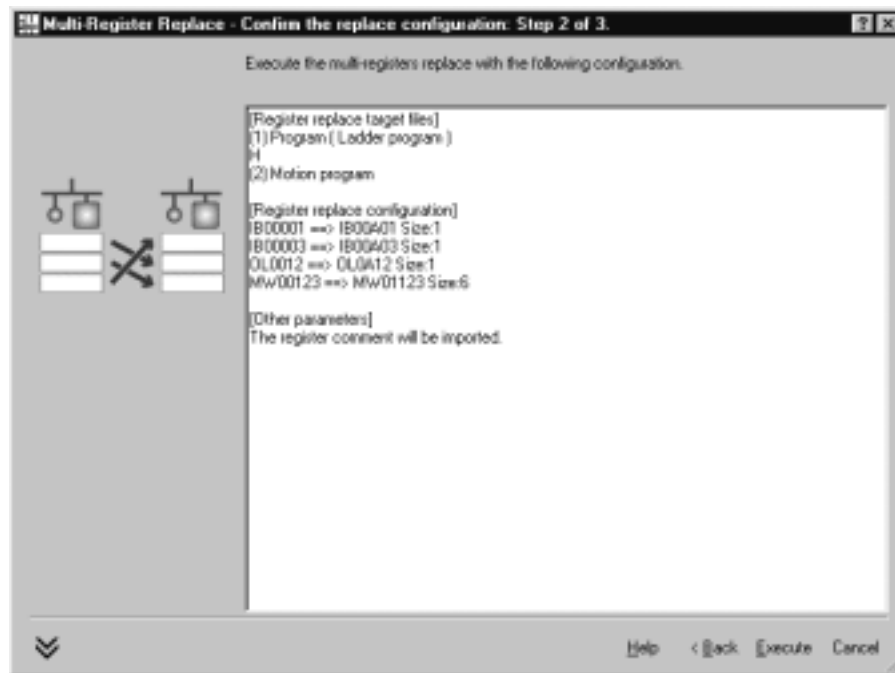 Multi-Register Replace - Confirm the replace configuration: Step 2 of 3.
Execute the multi-registers replace with the following configuration.
[Register replace target files]
(1)Program ( Ladder program )
H
(2)Motion program
[Register replace configuration]
IB00001 ==> IB00A01 Size:1
IB00003 ==> IB00A03 Size:1
OL0012 ==> OL0A12 Size:1
MW00123 ==> MW01123 Size:6
[Other parameters]
The register comment will be imported.
Help < Back Execute Cancel